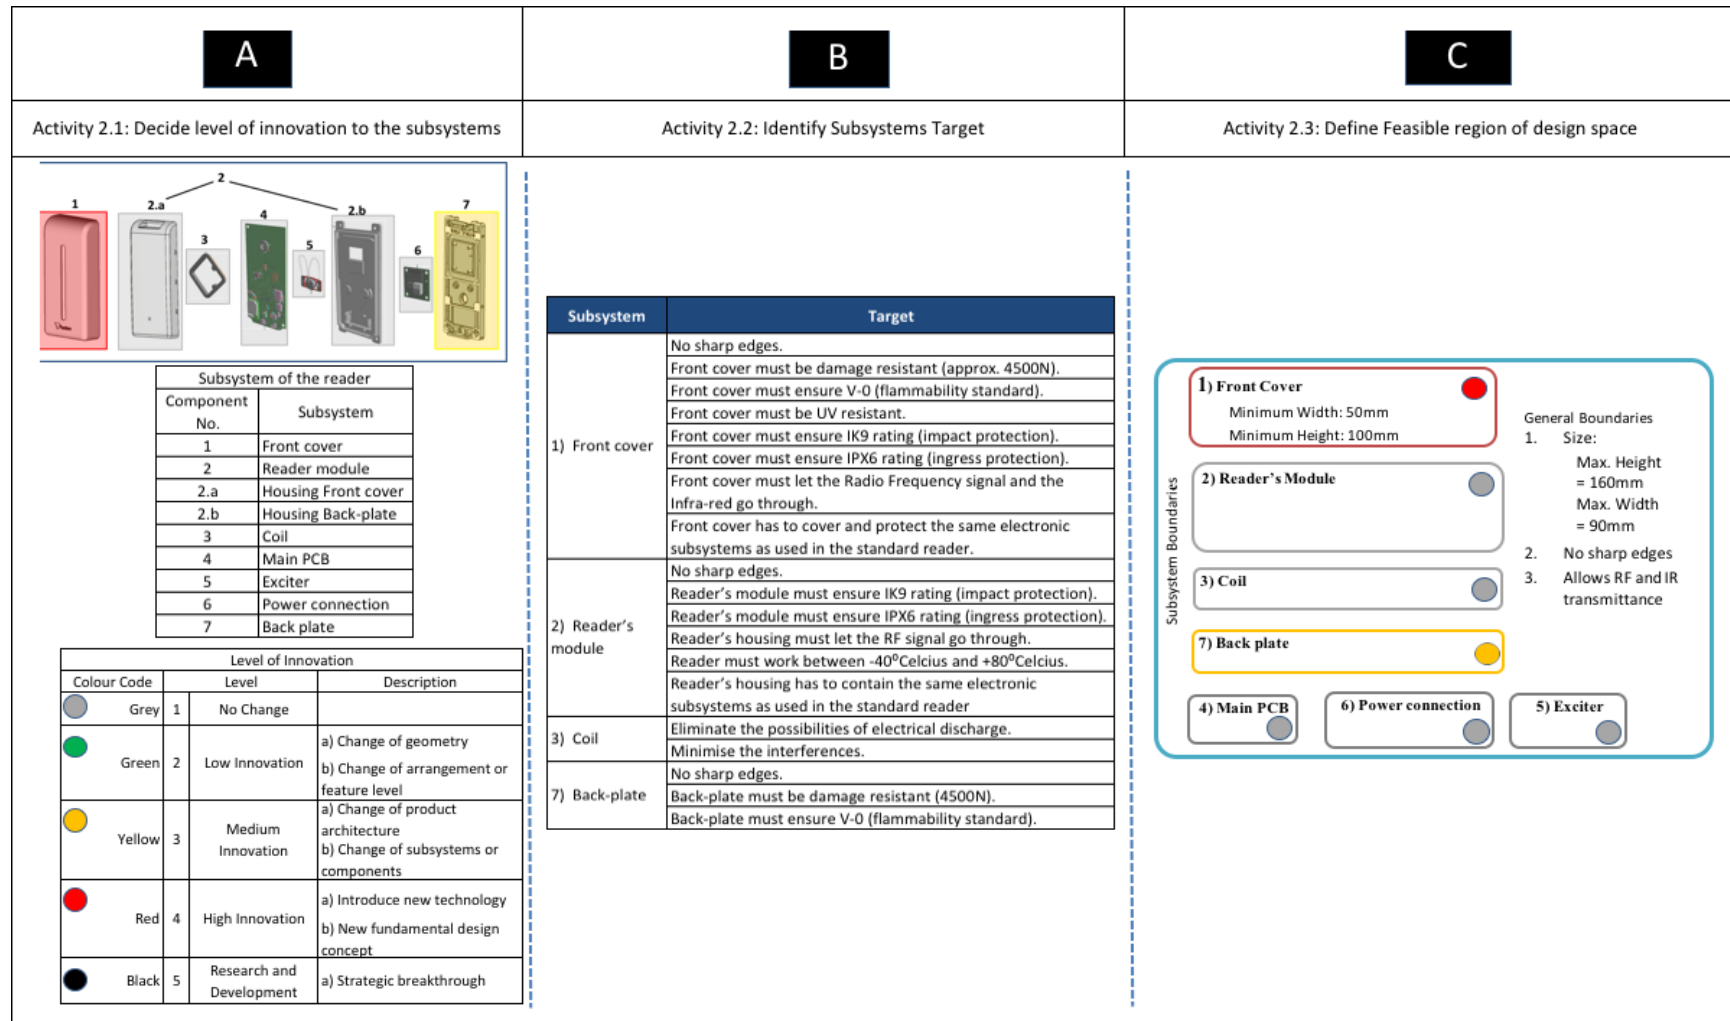 A
B
C
Activity 2.1: Decide level of innovation to the subsystems
Activity 2.2: Identify Subsystems Target
Activity 2.3: Define Feasible region of design space
2
1
2.a
2.b
7
4
3
5
6
Subsystem of the reader
Component No.
Subsystem
1 Front cover
2 Reader module
2.a Housing Front cover
2.b Housing Back-plate
3 Coil
4 Main PCB
5 Exciter
6 Power connection
7 Back plate
Level of Innovation
Colour Code Level Description
Grey 1 No Change
Green 2 Low Innovation
a) Change of geometry
b) Change of arrangement or
feature level
Yellow 3 Medium
Innovation
a) Change of product
architecture
b) Change of subsystems or
components
Red 4 High Innovation
a) Introduce new technology
b) New fundamental design
concept
Black 5 Research and
Development
a) Strategic breakthrough
Subsystem Target
1) Front cover
No sharp edges.
Front cover must be damage resistant (approx. 4500N).
Front cover must ensure V-0 (flammability standard).
Front cover must be UV resistant.
Front cover must ensure IK9 rating (impact protection).
Front cover must ensure IPX6 rating (ingress protection).
Front cover must let the Radio Frequency signal and the
Infra-red go through.
Front cover has to cover and protect the same electronic
subsystems as used in the standard reader.
2) Reader's
module
No sharp edges.
Reader's module must ensure IK9 rating (impact protection).
Reader's module must ensure IPX6 rating (ingress protection).
Reader's housing must let the RF signal go through.
Reader must work between -40⁰Celcius and +80⁰Celcius.
Reader's housing has to contain the same electronic
subsystems as used in the standard reader
3) Coil
Eliminate the possibilities of electrical discharge.
Minimise the interferences.
7) Back-plate
No sharp edges.
Back-plate must be damage resistant (4500N).
Back-plate must ensure V-0 (flammability standard).
Subsystem Boundaries
1) Front Cover
Minimum Width: 50mm
Minimum Height: 100mm
2) Reader's Module
3) Coil
7) Back plate
4) Main PCB
6) Power connection
5) Exciter
General Boundaries
1. Size:
Max. Height
= 160mm
Max. Width
= 90mm
2. No sharp edges
3. Allows RF and IR
transmittance